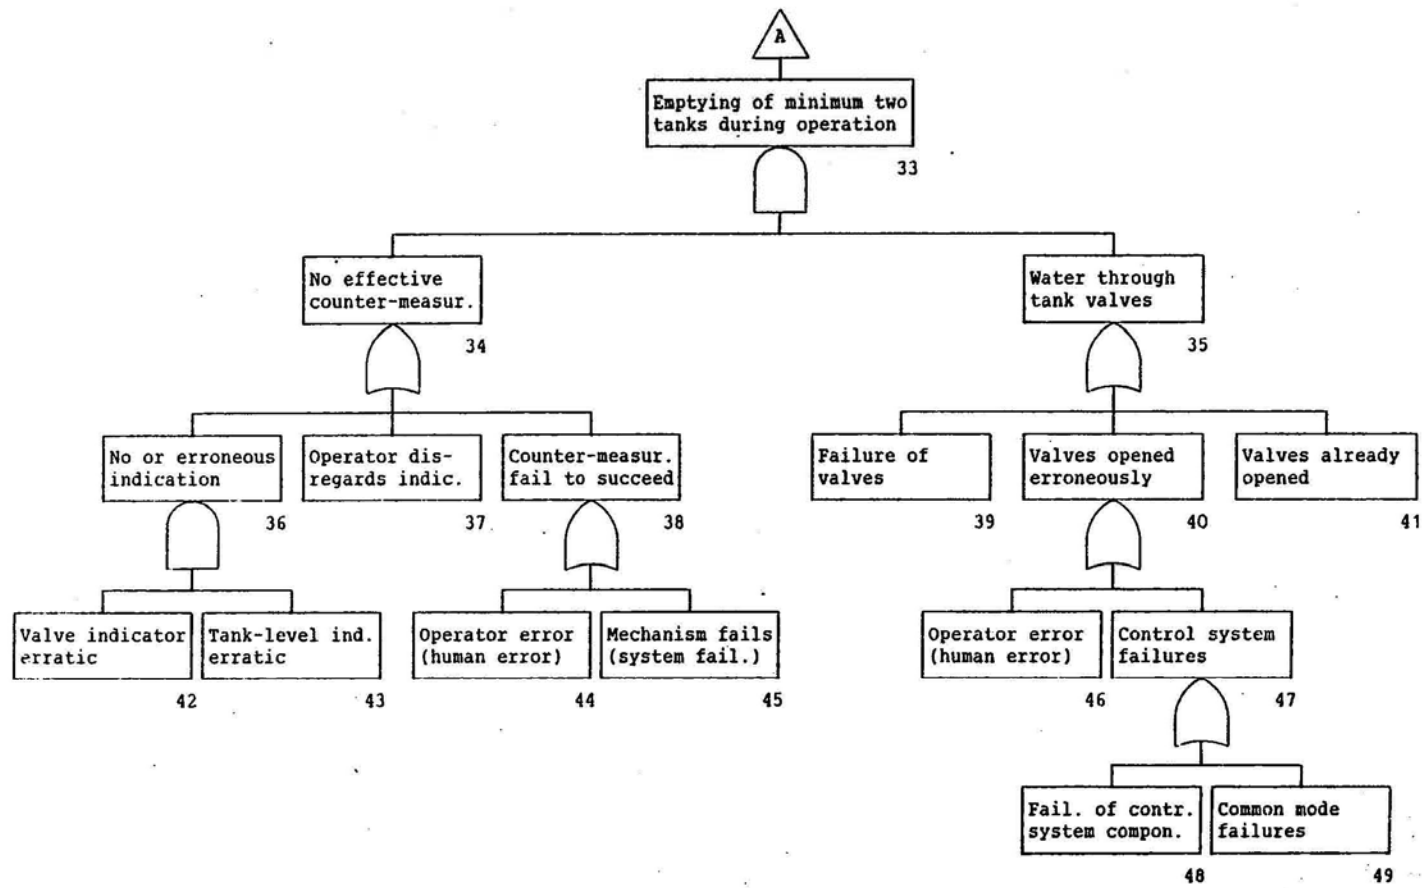 A
Emptying of minimum two
tanks during operation
33
No effective
counter-measur.
34
Water through
tank valves
35
No or erroneous
indication
36
Operator dis-
regards indic.
37
Counter-measur.
fail to succeed
38
Failure of
valves
39
Valves opened
erroneously
40
Valves already
opened
41
Valve indicator
erratic
42
Tank-level ind.
erratic
43
Operator error
(human error)
44
Mechanism fails
(system fail.)
45
Operator error
(human error)
46
Control system
failures
47
Fail. of contr.
system compon.
48
Common mode
failures
49